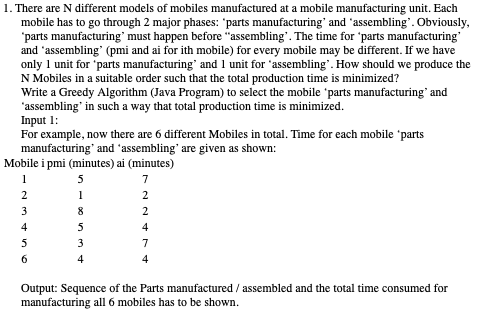 1. There are N different models of mobiles manufactured at a mobile manufacturing unit. Each
mobile has to go through 2 major phases: ‘parts manufacturing’ and ‘assembling’. Obviously,
‘parts manufacturing’ must happen before “assembling’. The time for ‘parts manufacturing’
and ‘assembling’ (pmi and ai for ith mobile) for every mobile may be different. If we have
only 1 unit for ‘parts manufacturing’ and 1 unit for ‘assembling’. How should we produce the
N Mobiles in a suitable order such that the total production time is minimized?
Write a Greedy Algorithm (Java Program) to select the mobile ‘parts manufacturing’ and
‘assembling’ in such a way that total production time is minimized.
Input 1:
For example, now there are 6 different Mobiles in total. Time for each mobile ‘parts
manufacturing’ and ‘assembling’ are given as shown:
Mobile i pmi (minutes) ai (minutes)
1 5 7
2 1 2
3 8 2
4 5 4
5 3 7
6 4 4
Output: Sequence of the Parts manufactured / assembled and the total time consumed for
manufacturing all 6 mobiles has to be shown.